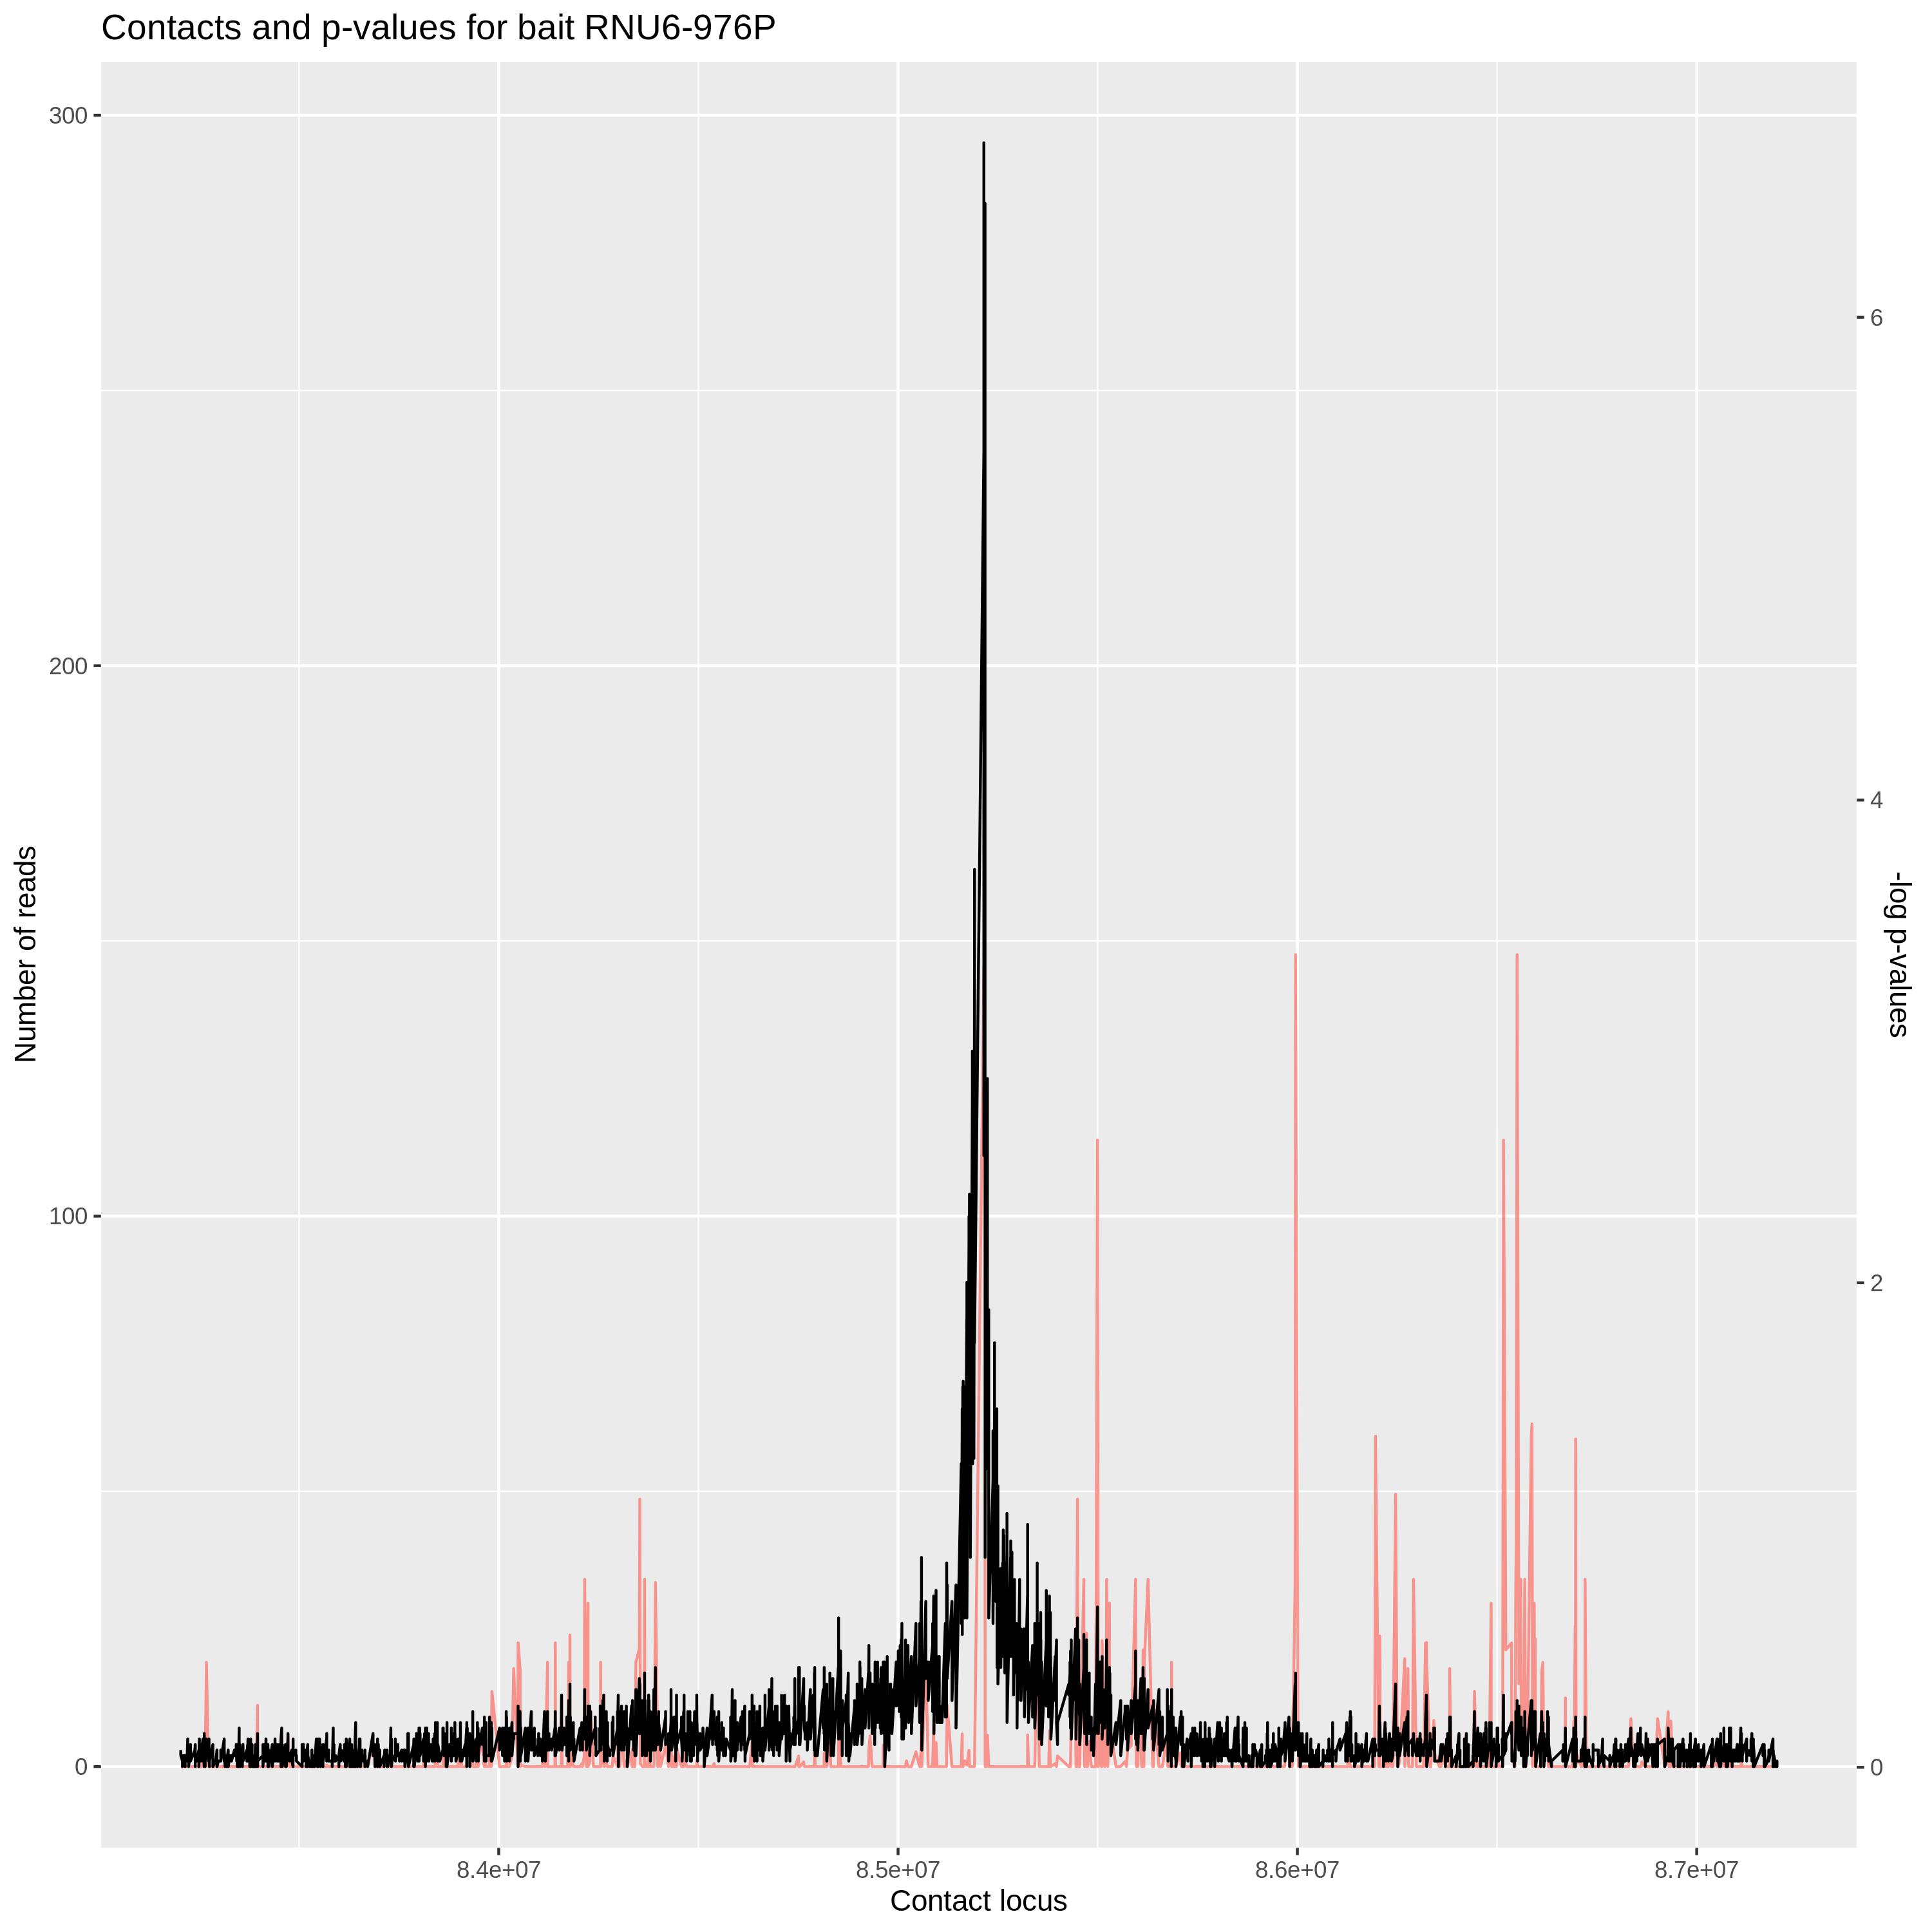 Contacts and p-values for bait RNU6-976P
300
200
100
0
Number of reads
6
4
2
0
-log p-values
8.4e+07
8.5e+07
8.6e+07
8.7e+07
Contact locus